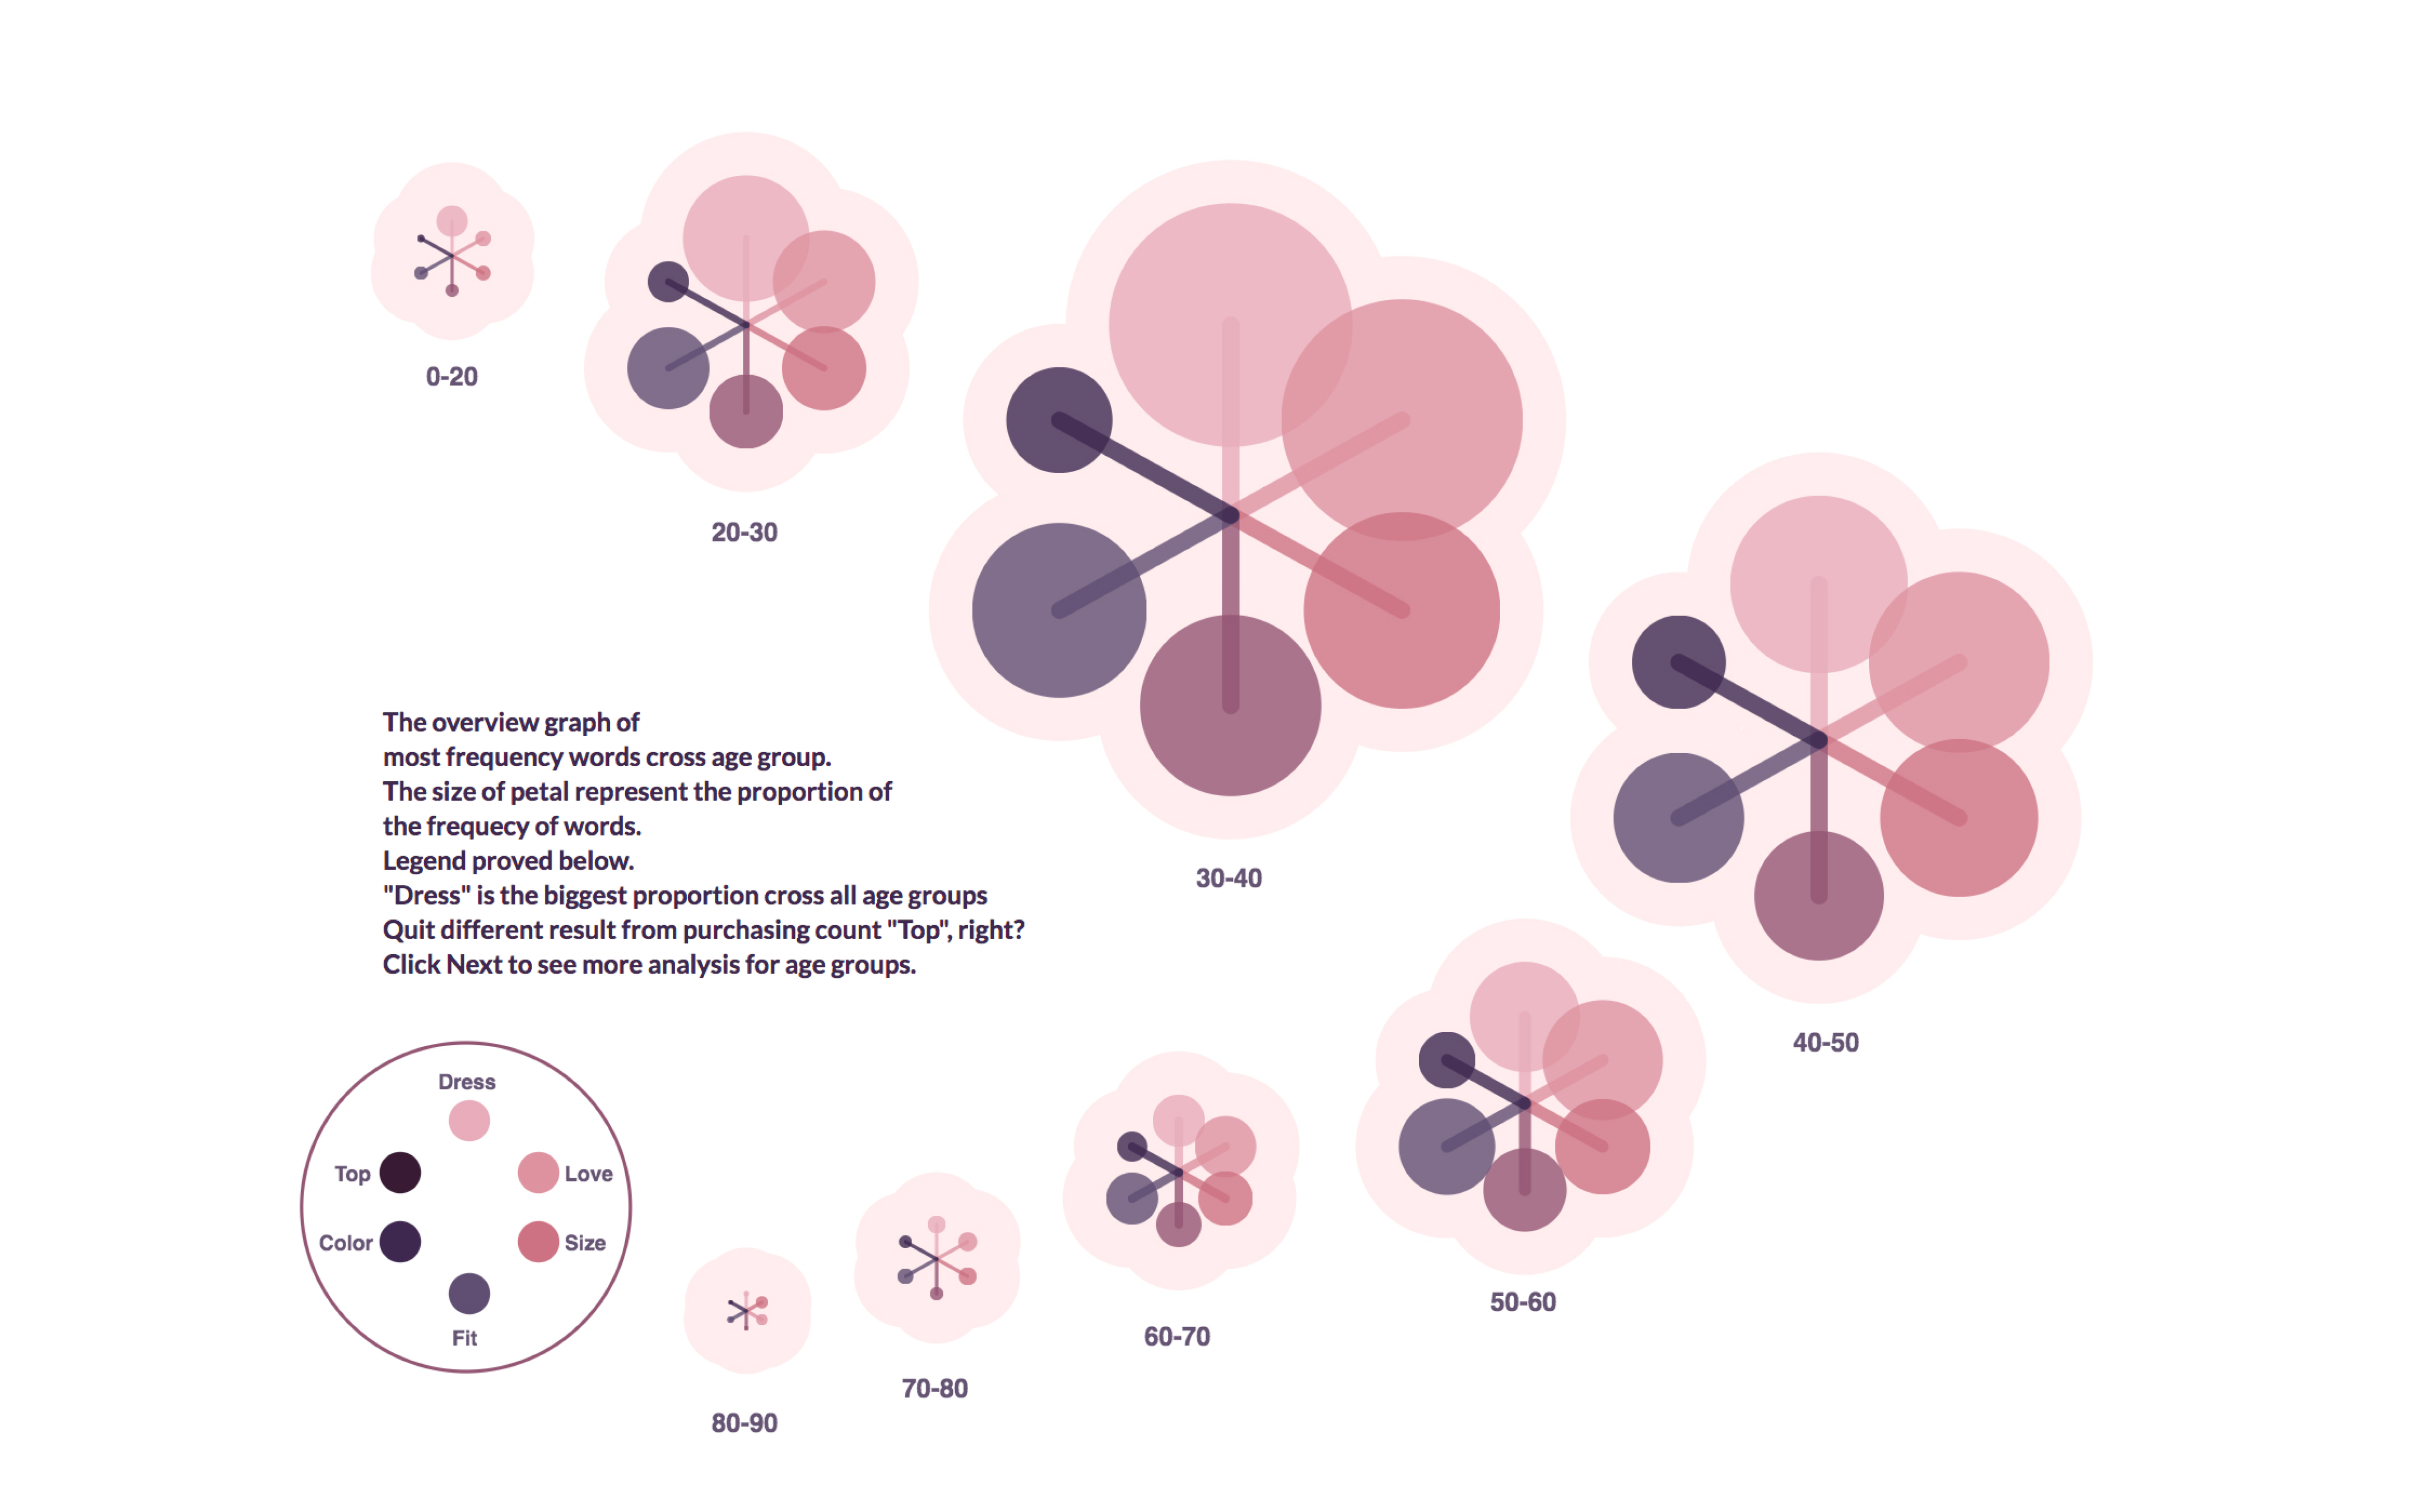 0-20
20-30
30-40
40-50
The overview graph of
most frequency words cross age group.
The size of petal represent the proportion of
the frequecy of words.
Legend proved below.
"Dress" is the biggest proportion cross all age groups
Quit different result from purchasing count "Top", right?
Click Next to see more analysis for age groups.
Dress
Top
Love
Color
Size
Fit
50-60
60-70
70-80
80-90